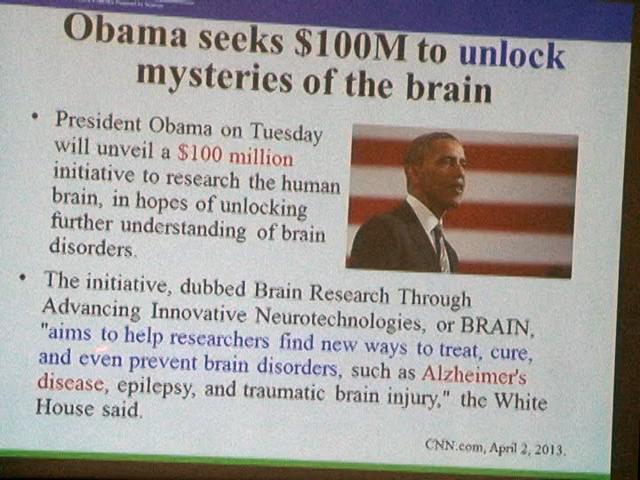 Obama seeks $100M to unlock
mysteries of the brain
• President Obama on Tuesday
will unveil a $100 million
initiative to research the human
brain, in hopes of unlocking
further understanding of brain
disorders.
• The initiative, dubbed Brain Research Through
Advancing Innovative Neurotechnologies, or BRAIN,
"aims to help researchers find new ways to treat, cure,
and even prevent brain disorders, such as Alzheimer's
disease, epilepsy, and traumatic brain injury," the White
House said.
CNN.com, April 2, 2013.